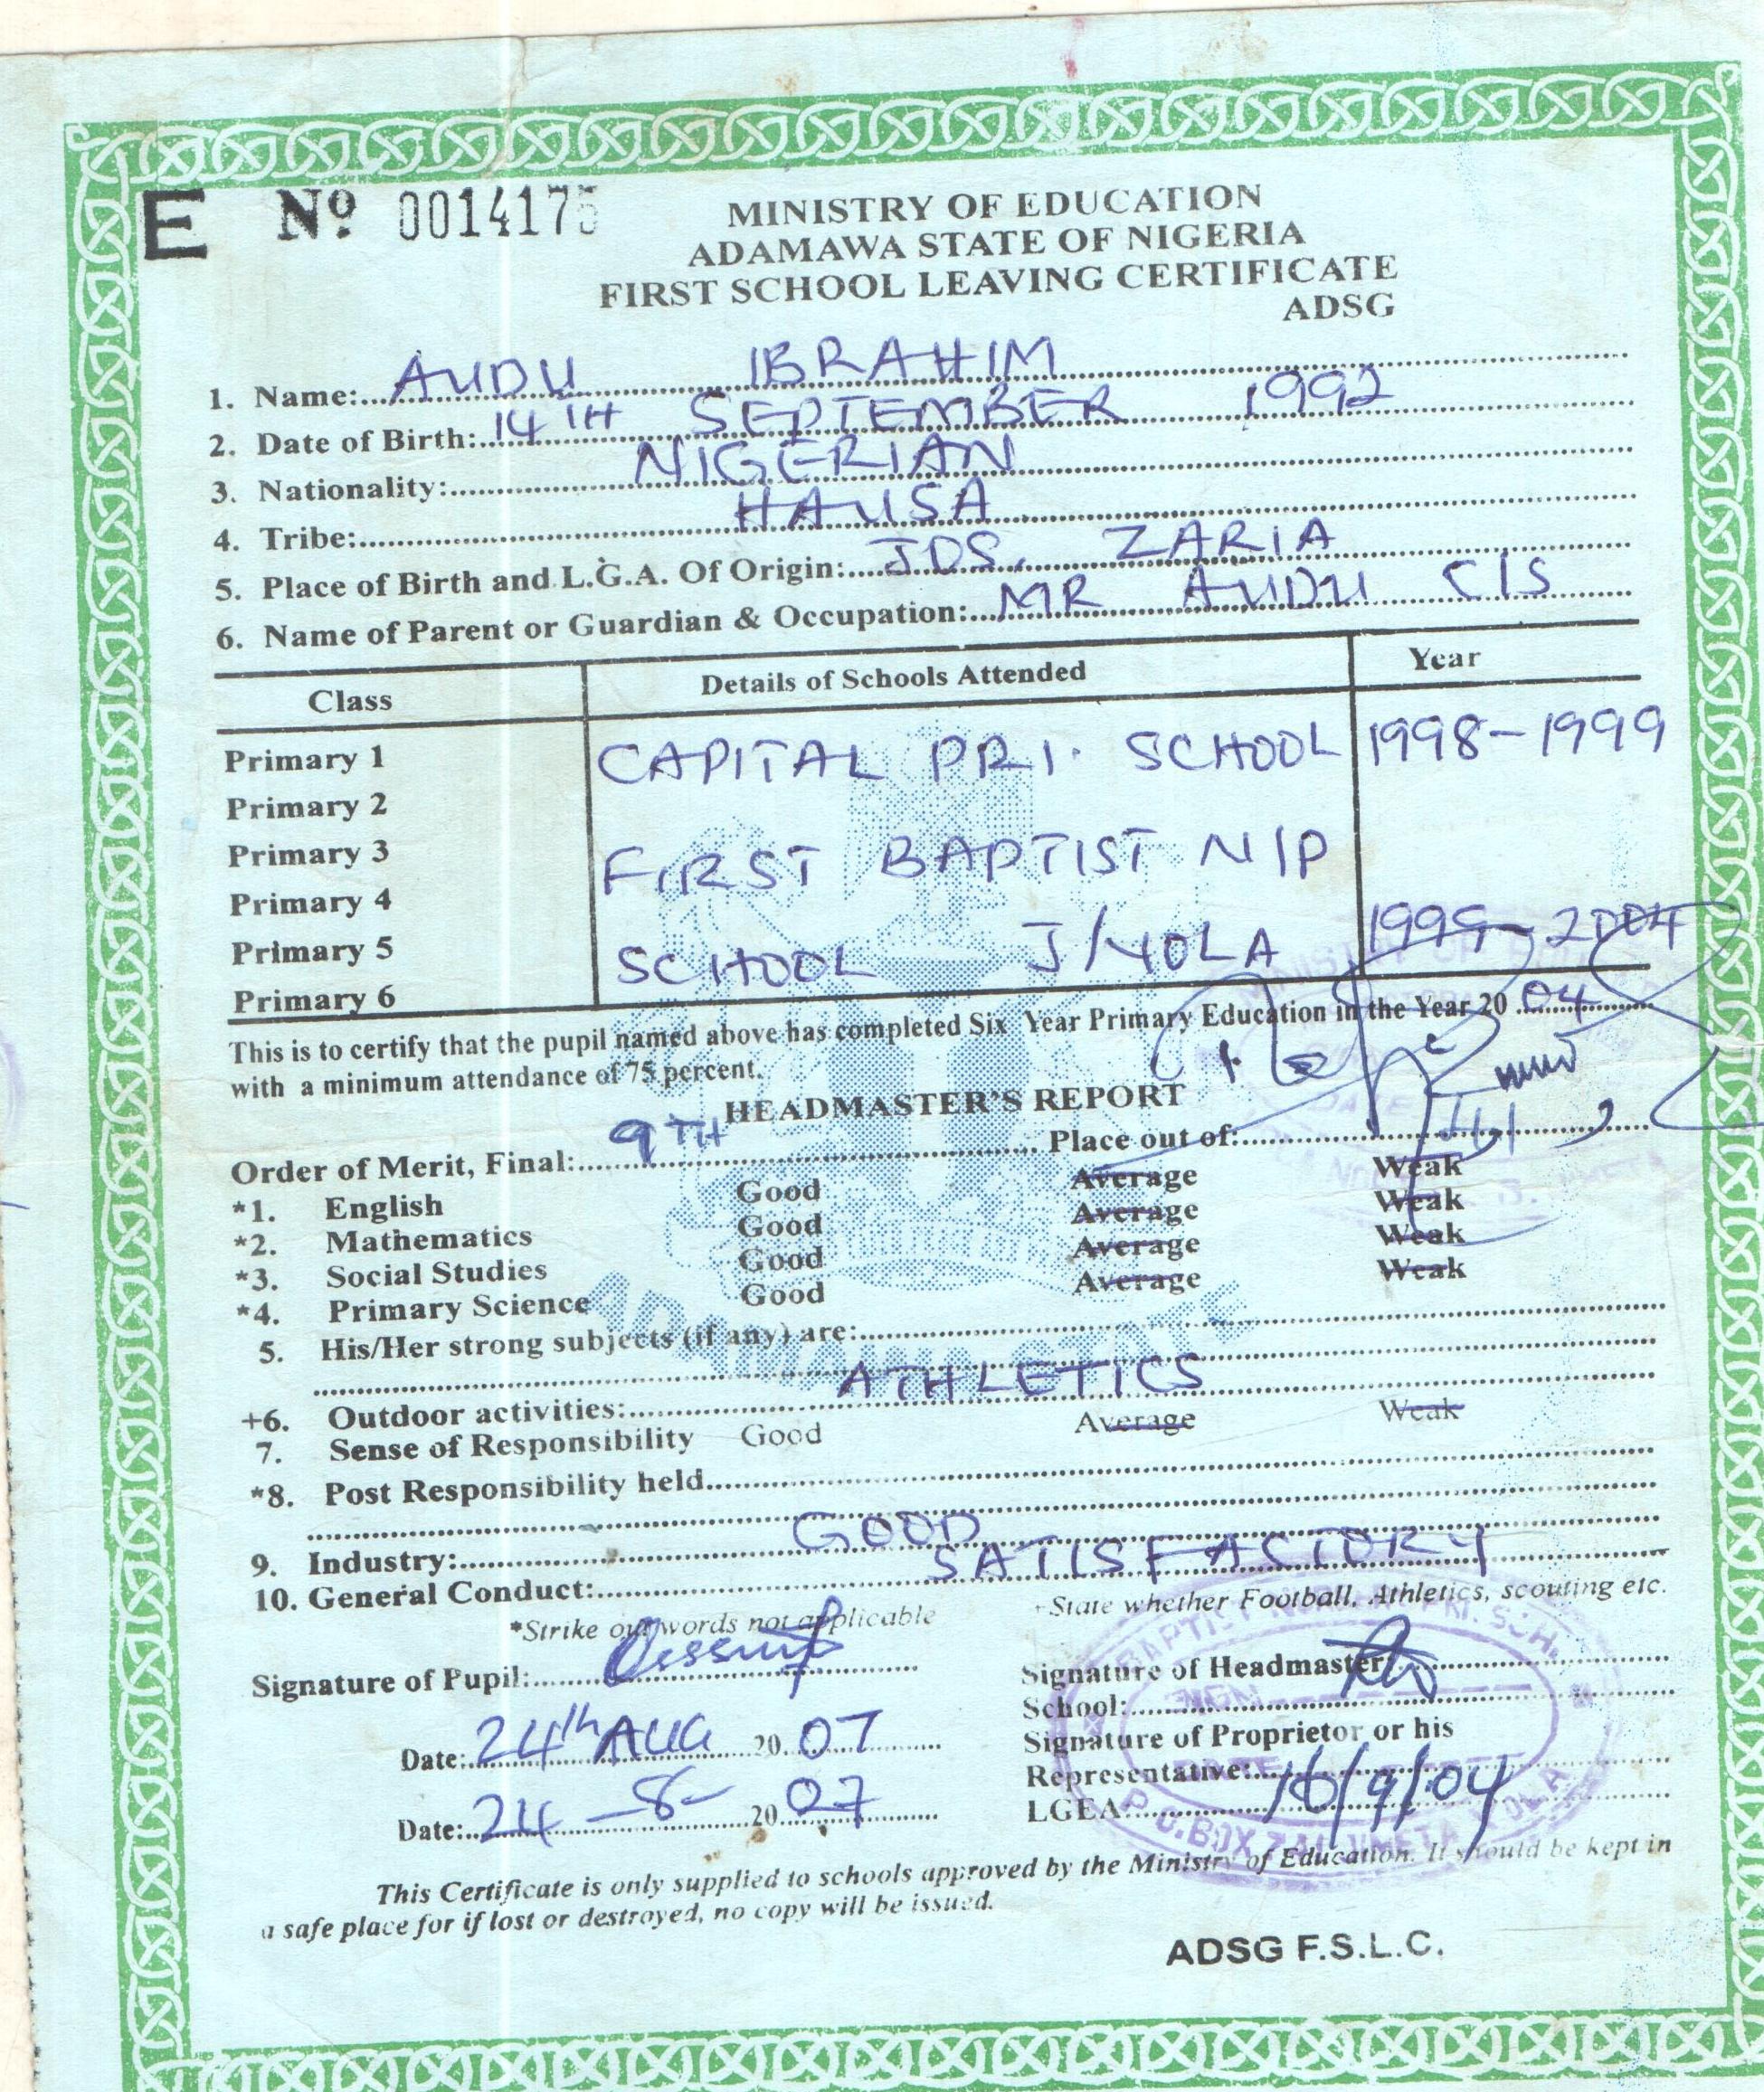 E Nº 0014175
MINISTRY OF EDUCATION
ADAMAWA STATE OF NIGERIA
FIRST SCHOOL LEAVING CERTIFICATE
ADSG
1. Name: AUDU IBRAHIM
2. Date of Birth: 14TH SEPTEMBER 1992
3. Nationality: NIGERIAN
4. Tribe: HAUSA
5. Place of Birth and L.G.A. Of Origin: JDS, ZARIA
6. Name of Parent or Guardian & Occupation: MR AUDU C/S
Class Details of Schools Attended Year
Primary 1 CAPITAL PRI. SCHOOL 1998-1999
Primary 2
Primary 3 FIRST BAPTIST N/P
Primary 4
Primary 5 SCHOOL J/YOLA 1999-2004
Primary 6
This is to certify that the pupil named above has completed Six Year Primary Education in the Year 20 04
with a minimum attendance of 75 percent.
HEADMASTER'S REPORT
Order of Merit, Final: 9TH Place out of:
*1. English Good Average Weak
*2. Mathematics Good Average Weak
*3. Social Studies Good Average Weak
*4. Primary Science Good Average Weak
5. His/Her strong subjects (if any) are:
+6. Outdoor activities: ATHLETICS
7. Sense of Responsibility Good Average Weak
*8. Post Responsibility held
9. Industry: GOOD
10. General Conduct: SATISFACTORY
*Strike out words not applicable +State whether Football, Athletics, scouting etc.
Signature of Pupil: Signature of Headmaster
School:
Date: 24th AUG 20 07 Signature of Proprietor or his
Representative: 16/9/04
Date: 24-8- 20 07 LGEA:
BAPTIST PRI. SCH.
SIGN
DATE
P.O.BOX JIMETA YOLA
This Certificate is only supplied to schools approved by the Ministry of Education. It should be kept in
a safe place for if lost or destroyed, no copy will be issued.
ADSG F.S.L.C.